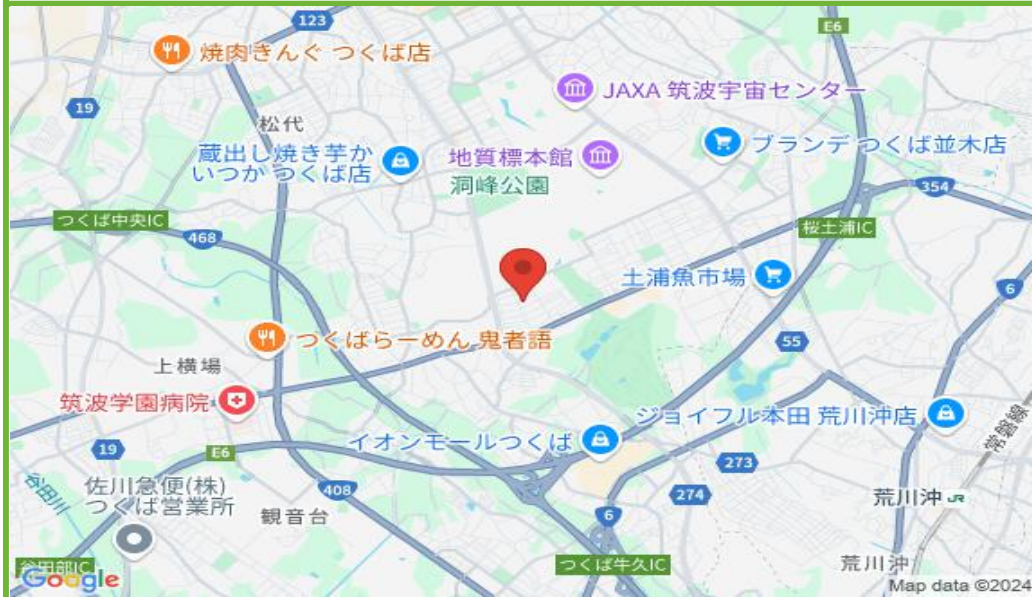 123
E6
焼肉きんぐ つくば店
JAXA 筑波宇宙センター
19
松代
蔵出し焼き芋か
いつか つくば店
地質標本館
洞峰公園
ブランデ つくば並木店
354
つくば中央IC
468
桜土浦IC
土浦魚市場
6
つくばらーめん 鬼者語
55
上横場
筑波学園病院
ジョイフル本田 荒川沖店
イオンモールつくば
常磐線
19
E6
273
谷田川
佐川急便(株)
つくば営業所
408
274
荒川沖 JR
観音台
6
谷田部IC
つくば牛久IC
荒川沖
Google
Map data ©2024